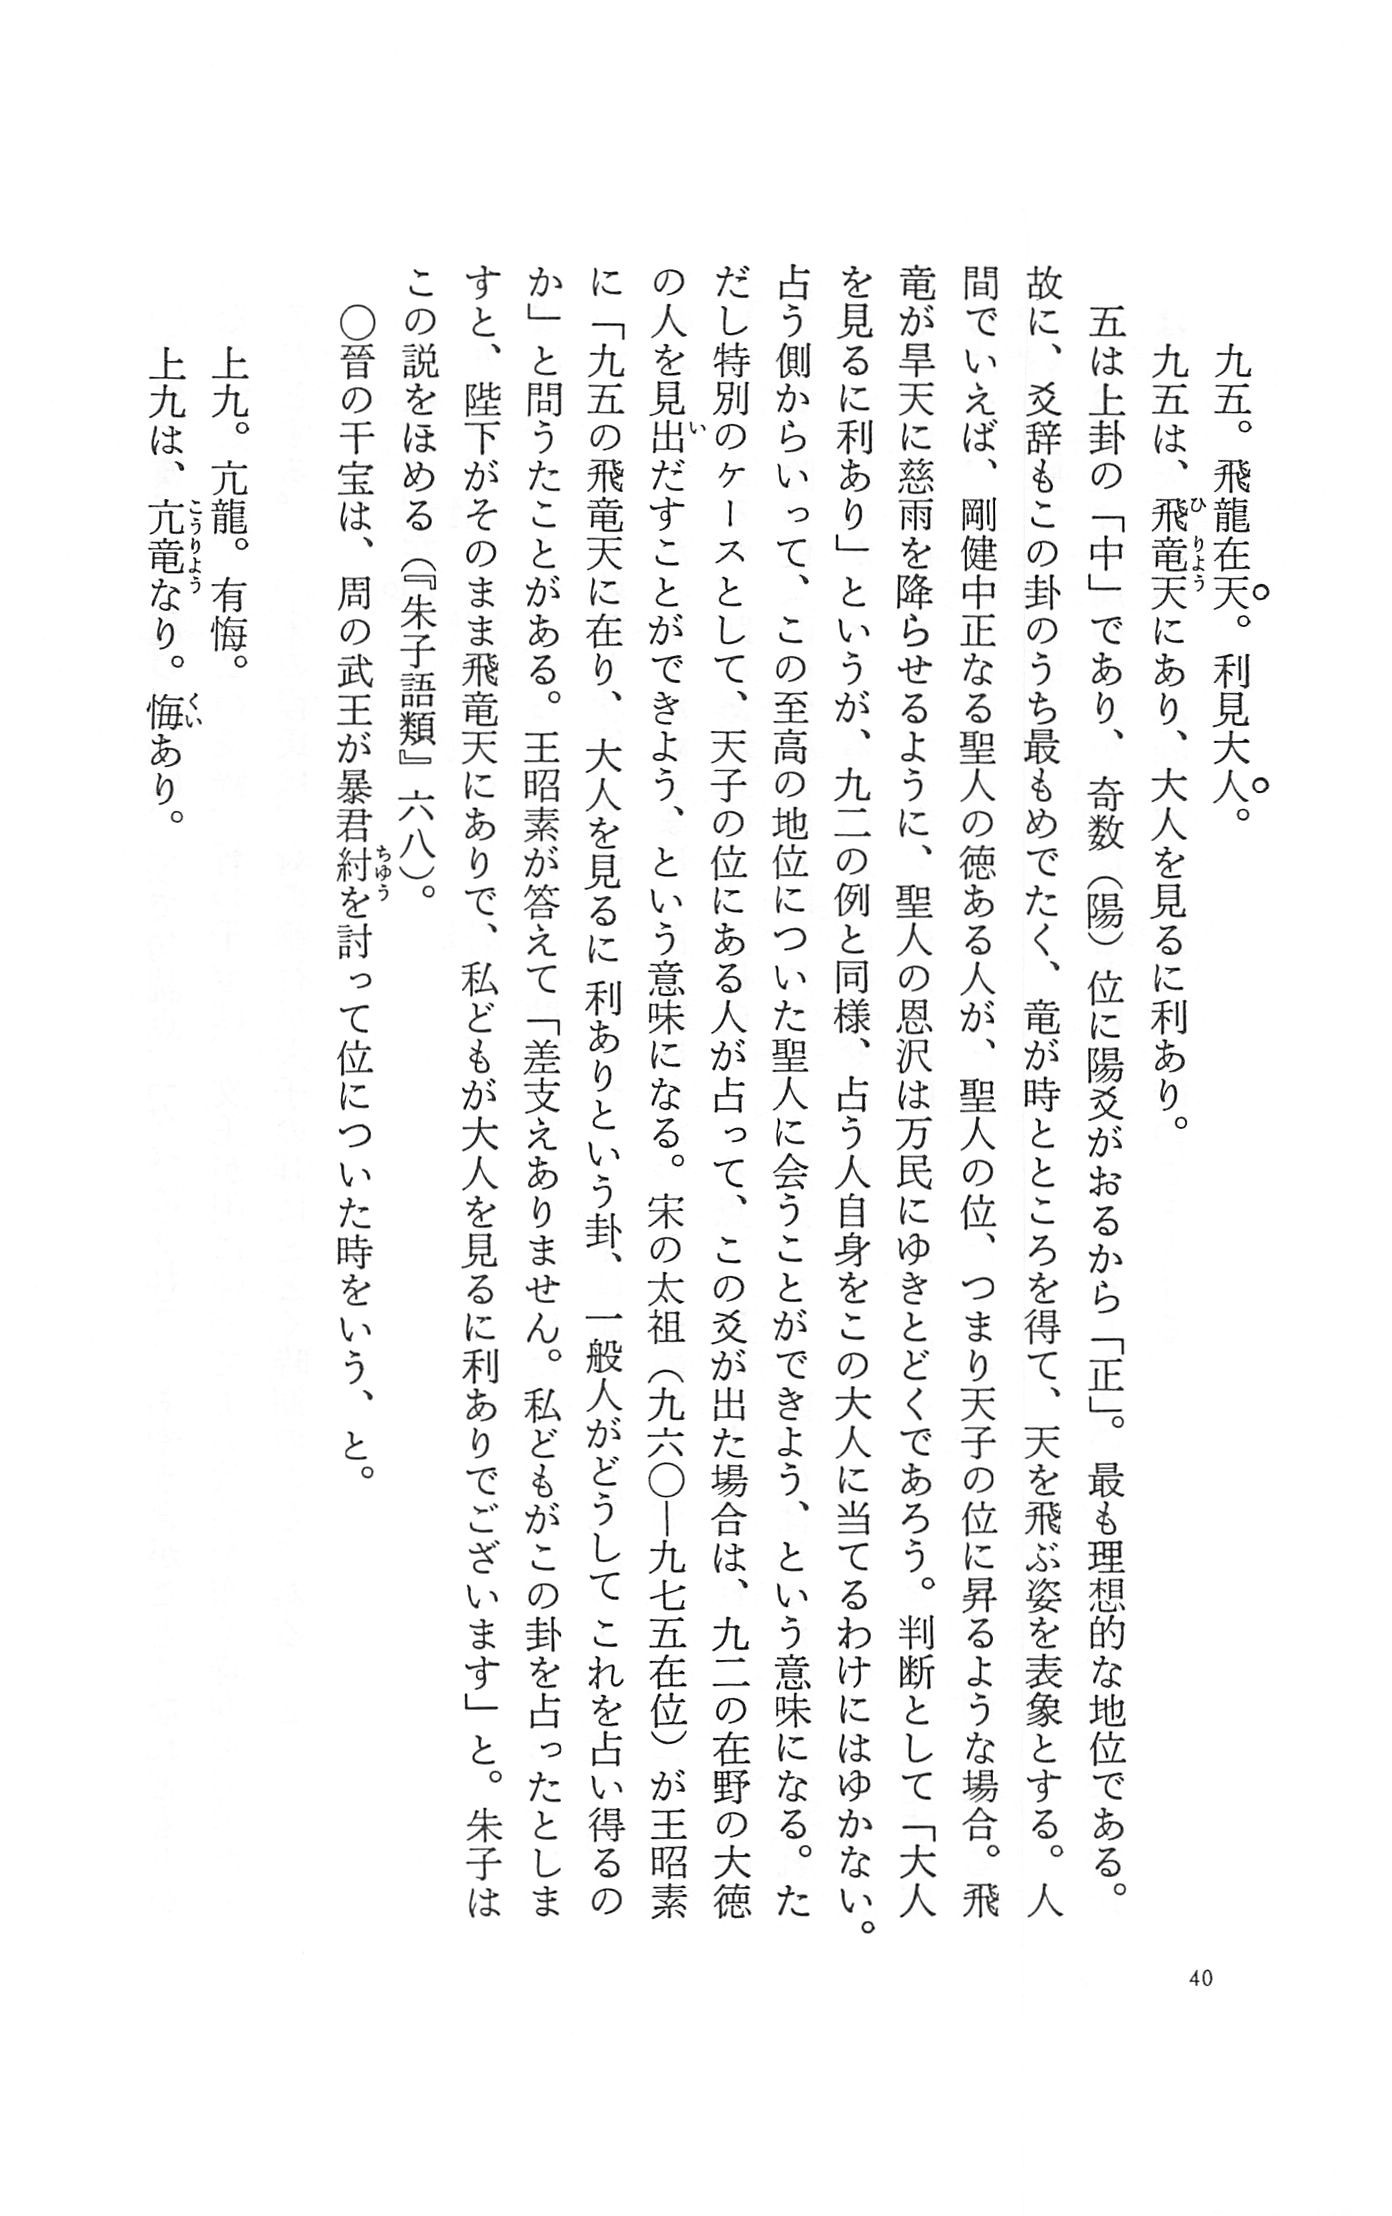 九五。飛龍在天。利見大人。
九五は、飛竜天にあり、大人を見るに利あり。
五は上卦の「中」であり、奇数（陽）位に陽爻がおるから「正」。最も理想的な地位である。
故に、爻辞もこの卦のうち最もめでたく、竜が時ところを得て、天を飛ぶ姿を表象とする。人
間でいえば、剛健中正なる聖人の徳ある人が、聖人の位、つまり天子の位に昇るような場合。飛
竜が旱天に慈雨を降らせるように、聖人の恩沢は万民にゆきとどくであろう。判断として「大人
を見るに利あり」というが、九二の例と同様、占う人自身をこの大人に当てるわけにはゆかない。
占う側からいって、この至高の地位についた聖人に会うことができよう、という意味になる。た
だし特別のケースとして、天子の位にある人が占って、この爻が出た場合は、九二の在野の大徳
の人を見出だすことができよう、という意味になる。宋の太祖（九六〇―九七五在位）が王昭素
に「九五の飛竜天に在り、大人を見るに利ありという卦、一般人がどうしてこれを占い得るの
か」と問うたことがある。王昭素が答えて「差支えありません。私どもがこの卦を占ったとしま
すと、陛下がそのまま飛竜天にありで、私どもが大人を見るに利ありでございます」と。朱子は
この説をほめる（『朱子語類』六八）。
〇晉の干宝は、周の武王が暴君紂を討って位についた時をいう、と。
上九。亢龍。有悔。
上九は、亢竜なり。悔あり。
40